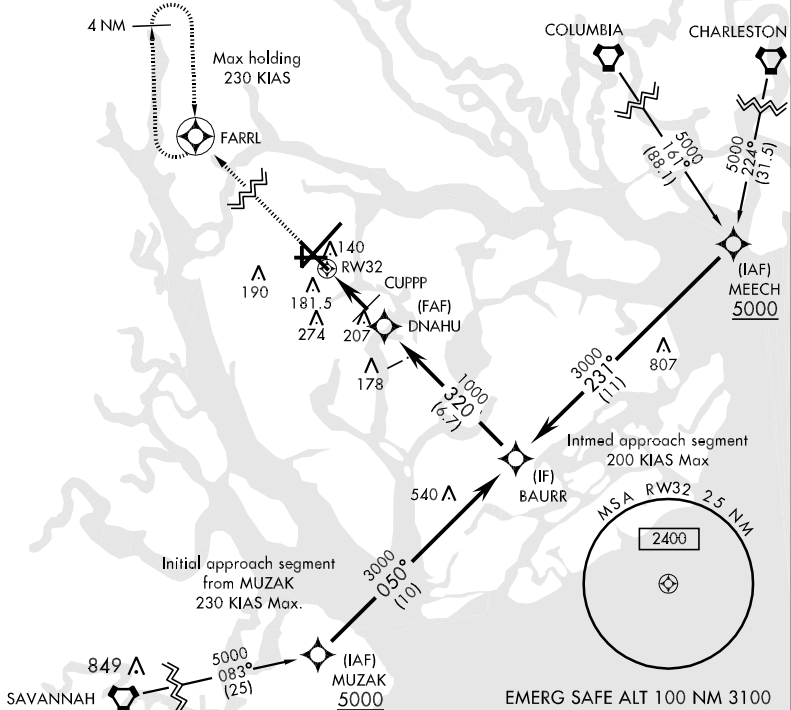 4 NM
Max holding
230 KIAS
FARRL
COLUMBIA
CHARLESTON
5000
161°
(88.1)
5000
224°
(31.5)
(IAF)
MEECH
5000
140
RW32
190
181.5
274
207
CUPPP
(FAF)
DNAHU
178
1000
320
(6.7)
3000
231°
(11)
807
Intmed approach segment
200 KIAS Max
(IF)
BAURR
540
MSA RW32 25 NM
2400
Initial approach segment
from MUZAK
230 KIAS Max.
3000
050°
(10)
849
5000
083°
(25)
SAVANNAH
(IAF)
MUZAK
5000
EMERG SAFE ALT 100 NM 3100